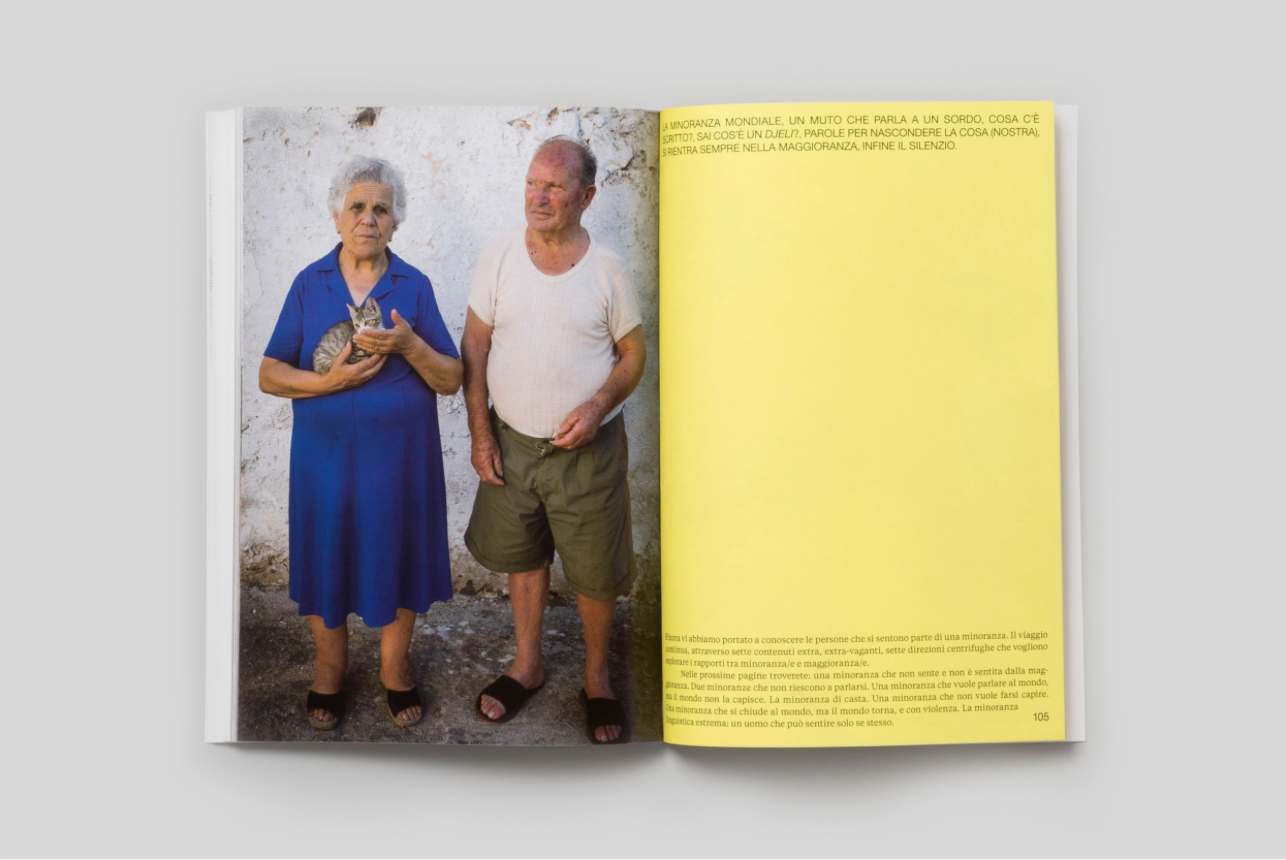 LA MINORANZA MONDIALE, UN MUTO CHE PARLA A UN SORDO, COSA C'È
SCRITTO?, SAI COS'È UN DJELI?, PAROLE PER NASCONDERE LA COSA (NOSTRA),
SI RIENTRA SEMPRE NELLA MAGGIORANZA, INFINE IL SILENZIO.
Finora vi abbiamo portato a conoscere le persone che si sentono parte di una minoranza. Il viaggio
continua, attraverso sette contenuti extra, extra-vaganti, sette direzioni centrifughe che vogliono
esplorare i rapporti tra minoranza/e e maggioranza/e.
Nelle prossime pagine troverete: una minoranza che non sente e non è sentita dalla mag-
gioranza. Due minoranze che non riescono a parlarsi. Una minoranza che vuole parlare al mondo,
ma il mondo non la capisce. La minoranza di casta. Una minoranza che non vuole farsi capire.
Una minoranza che si chiude al mondo, ma il mondo torna, e con violenza. La minoranza
linguistica estrema: un uomo che può sentire solo se stesso.
105